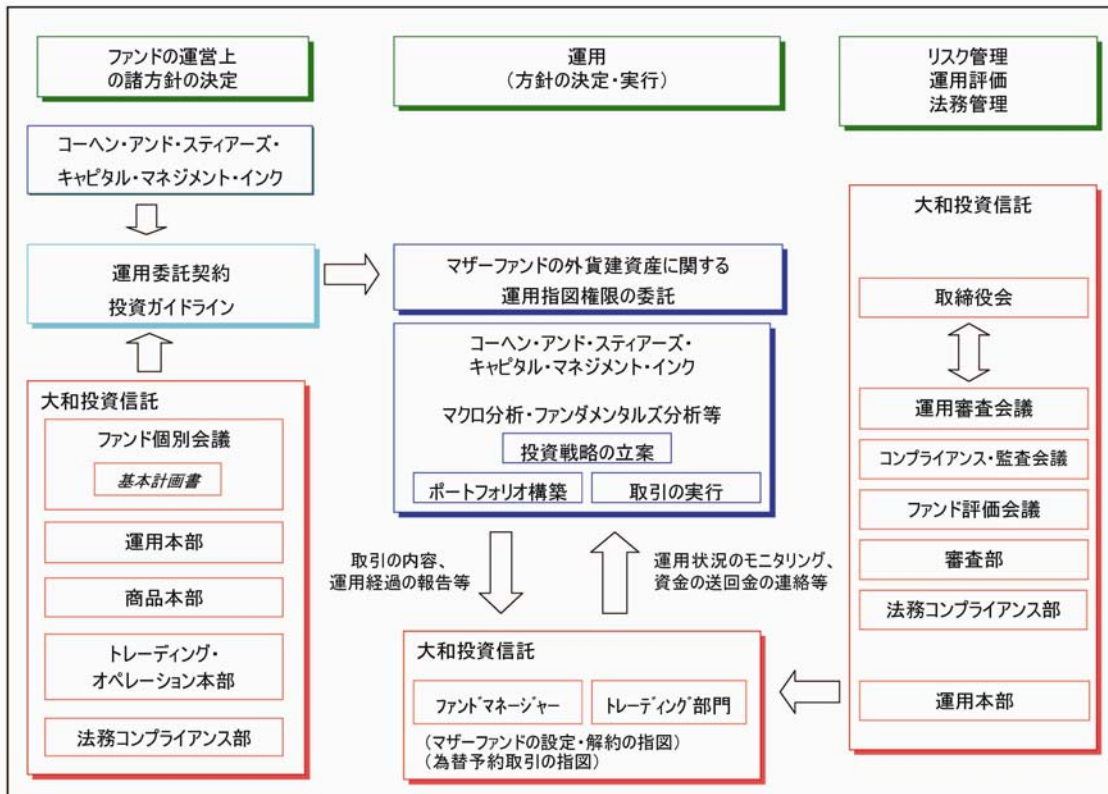 ファンドの運営上
の諸方針の決定
コーヘン・アンド・スティアーズ・
キャピタル・マネジメント・インク
運用委託契約
投資ガイドライン
大和投資信託
ファンド個別会議
基本計画書
運用本部
商品本部
トレーディング・
オペレーション本部
法務コンプライアンス部
運用
（方針の決定・実行）
マザーファンドの外貨建資産に関する
運用指図権限の委託
コーヘン・アンド・スティアーズ・
キャピタル・マネジメント・インク
マクロ分析・ファンダメンタルズ分析等
投資戦略の立案
ポートフォリオ構築
取引の実行
取引の内容、
運用経過の報告等
運用状況のモニタリング、
資金の送回金の連絡等
大和投資信託
ファンドマネージャー
トレーディング部門
（マザーファンドの設定・解約の指図）
（為替予約取引の指図）
リスク管理
運用評価
法務管理
大和投資信託
取締役会
運用審査会議
コンプライアンス・監査会議
ファンド評価会議
審査部
法務コンプライアンス部
運用本部